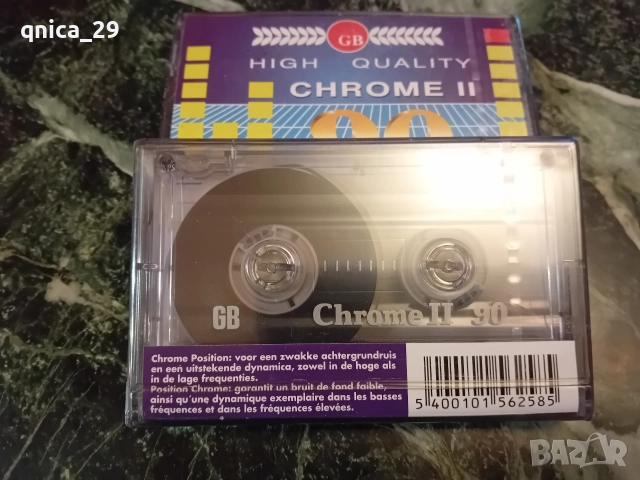 qnica_29
GB
HIGH QUALITY
CHROME II
90
GB Chrome II 90
Chrome Position: voor een zwakke achtergrundruis
en een uitstekende dynamica, zowel in de hoge als
in de lage frequenties.
Position Chrome: garantit un bruit de fond faible,
ainsi qu'une dynamique exemplaire dans les basses
fréquences et dans les fréquences élevées.
5 400101 562585
BAZAR